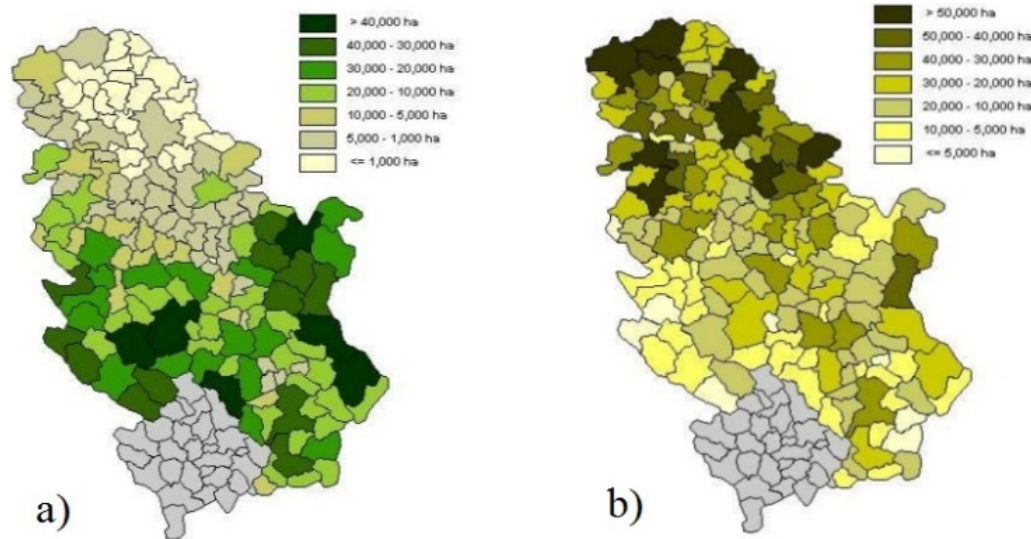 > 40,000 ha
40,000 - 30,000 ha
30,000 - 20,000 ha
20,000 - 10,000 ha
10,000 - 5,000 ha
5,000 - 1,000 ha
<= 1,000 ha
a)
> 50,000 ha
50,000 - 40,000 ha
40,000 - 30,000 ha
30,000 - 20,000 ha
20,000 - 10,000 ha
10,000 - 5,000 ha
<= 5,000 ha
b)